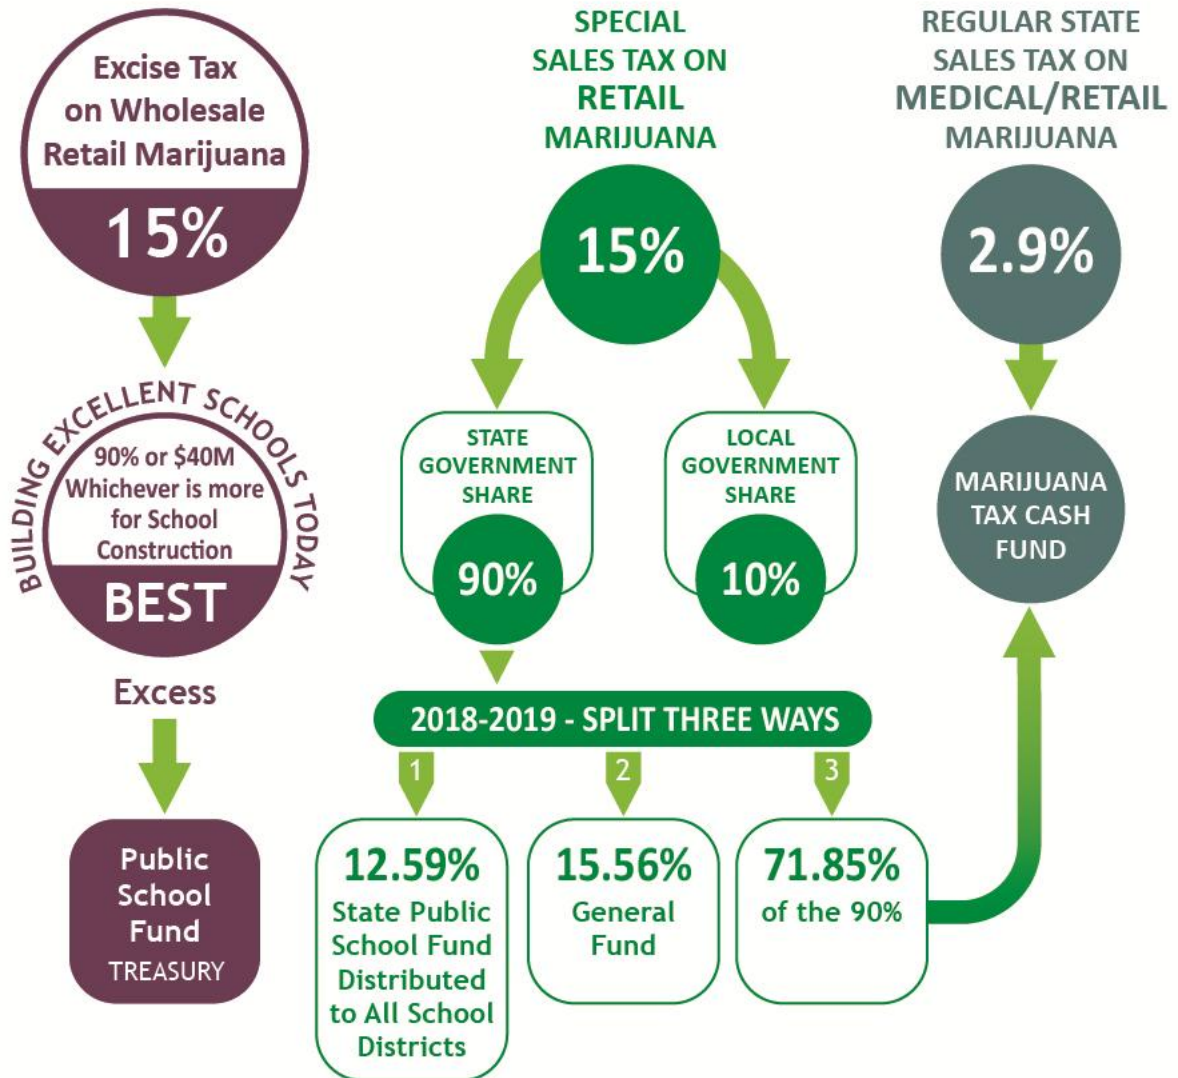 Excise Tax
on Wholesale
Retail Marijuana
15%
BUILDING EXCELLENT SCHOOLS TODAY
90% or $40M
Whichever is more
for School
Construction
BEST
Excess
Public
School
Fund
TREASURY
SPECIAL
SALES TAX ON
RETAIL
MARIJUANA
15%
STATE
GOVERNMENT
SHARE
90%
LOCAL
GOVERNMENT
SHARE
10%
2018-2019 - SPLIT THREE WAYS
1
2
3
12.59%
State Public
School Fund
Distributed
to All School
Districts
15.56%
General
Fund
71.85%
of the 90%
REGULAR STATE
SALES TAX ON
MEDICAL/RETAIL
MARIJUANA
2.9%
MARIJUANA
TAX CASH
FUND